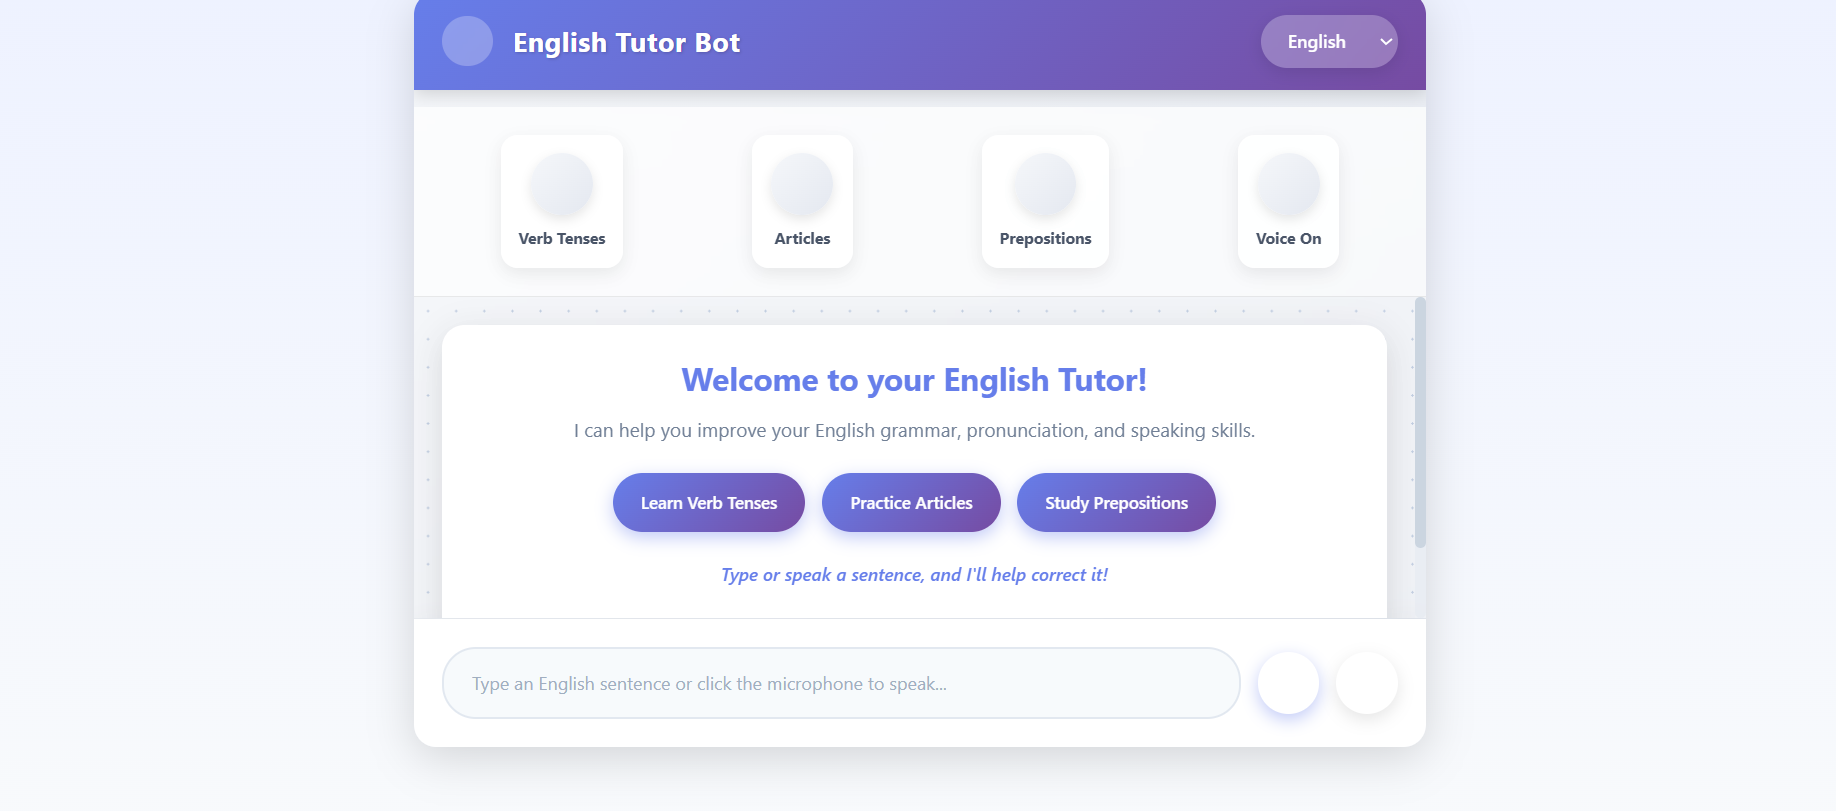 English Tutor Bot
English
Verb Tenses
Articles
Prepositions
Voice On
Welcome to your English Tutor!
I can help you improve your English grammar, pronunciation, and speaking skills.
Learn Verb Tenses
Practice Articles
Study Prepositions
Type or speak a sentence, and I'll help correct it!
Type an English sentence or click the microphone to speak...